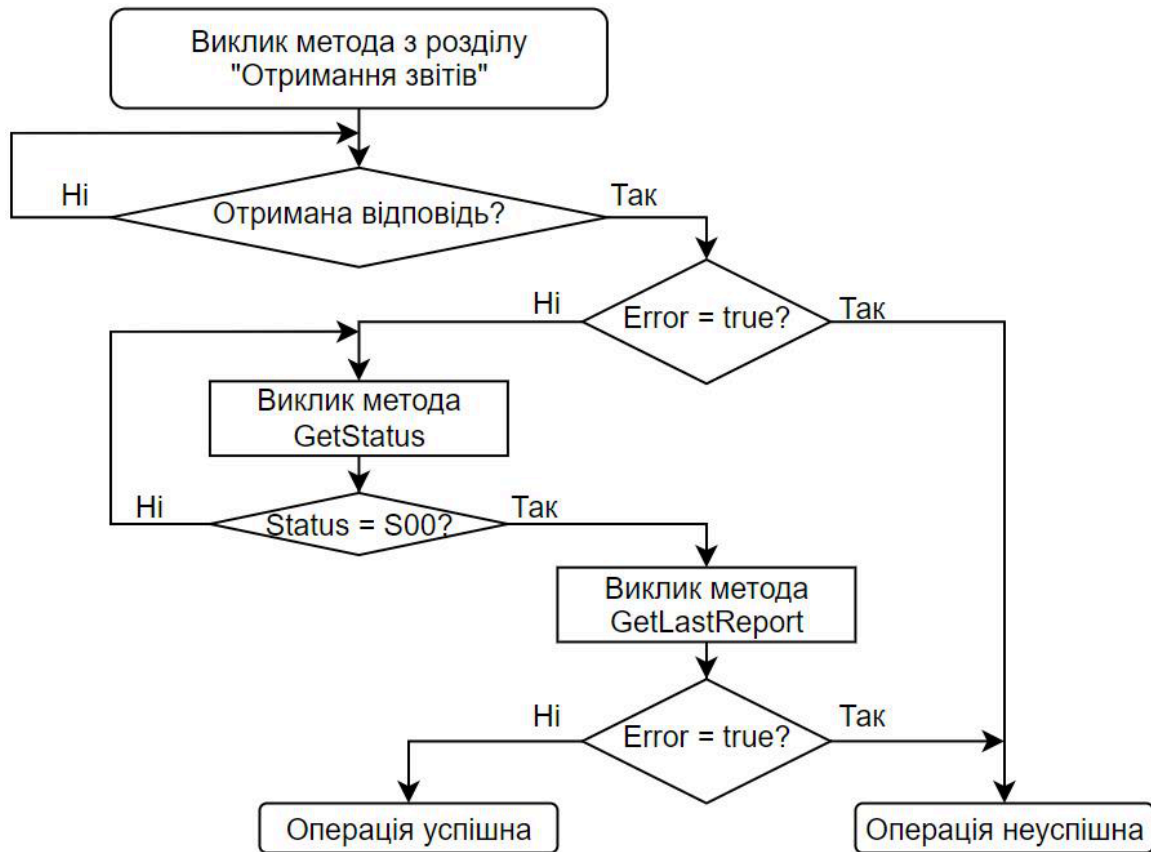 Виклик метода з розділу
"Отримання звітів"
Ні
Так
Отримана відповідь?
Ні
Error = true?
Так
Виклик метода
GetStatus
Ні
Status = S00?
Так
Виклик метода
GetLastReport
Ні
Error = true?
Так
Операція успішна
Операція неуспішна